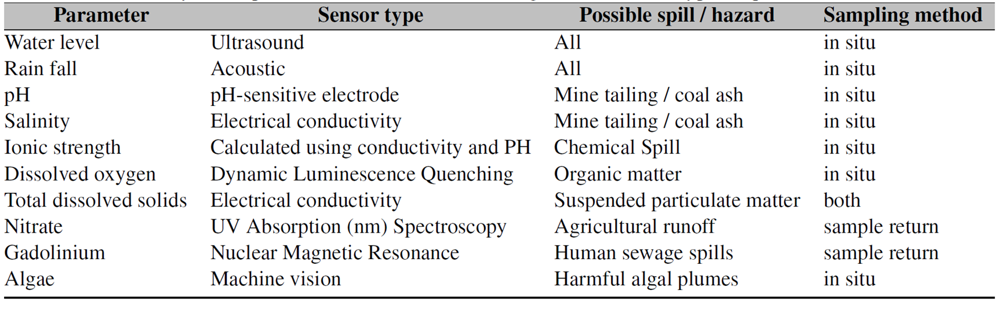 Parameter Sensor type Possible spill / hazard Sampling method
Water level Ultrasound All in situ
Rain fall Acoustic All in situ
pH pH-sensitive electrode Mine tailing / coal ash in situ
Salinity Electrical conductivity Mine tailing / coal ash in situ
Ionic strength Calculated using conductivity and PH Chemical Spill in situ
Dissolved oxygen Dynamic Luminescence Quenching Organic matter in situ
Total dissolved solids Electrical conductivity Suspended particulate matter both
Nitrate UV Absorption (nm) Spectroscopy Agricultural runoff sample return
Gadolinium Nuclear Magnetic Resonance Human sewage spills sample return
Algae Machine vision Harmful algal plumes in situ